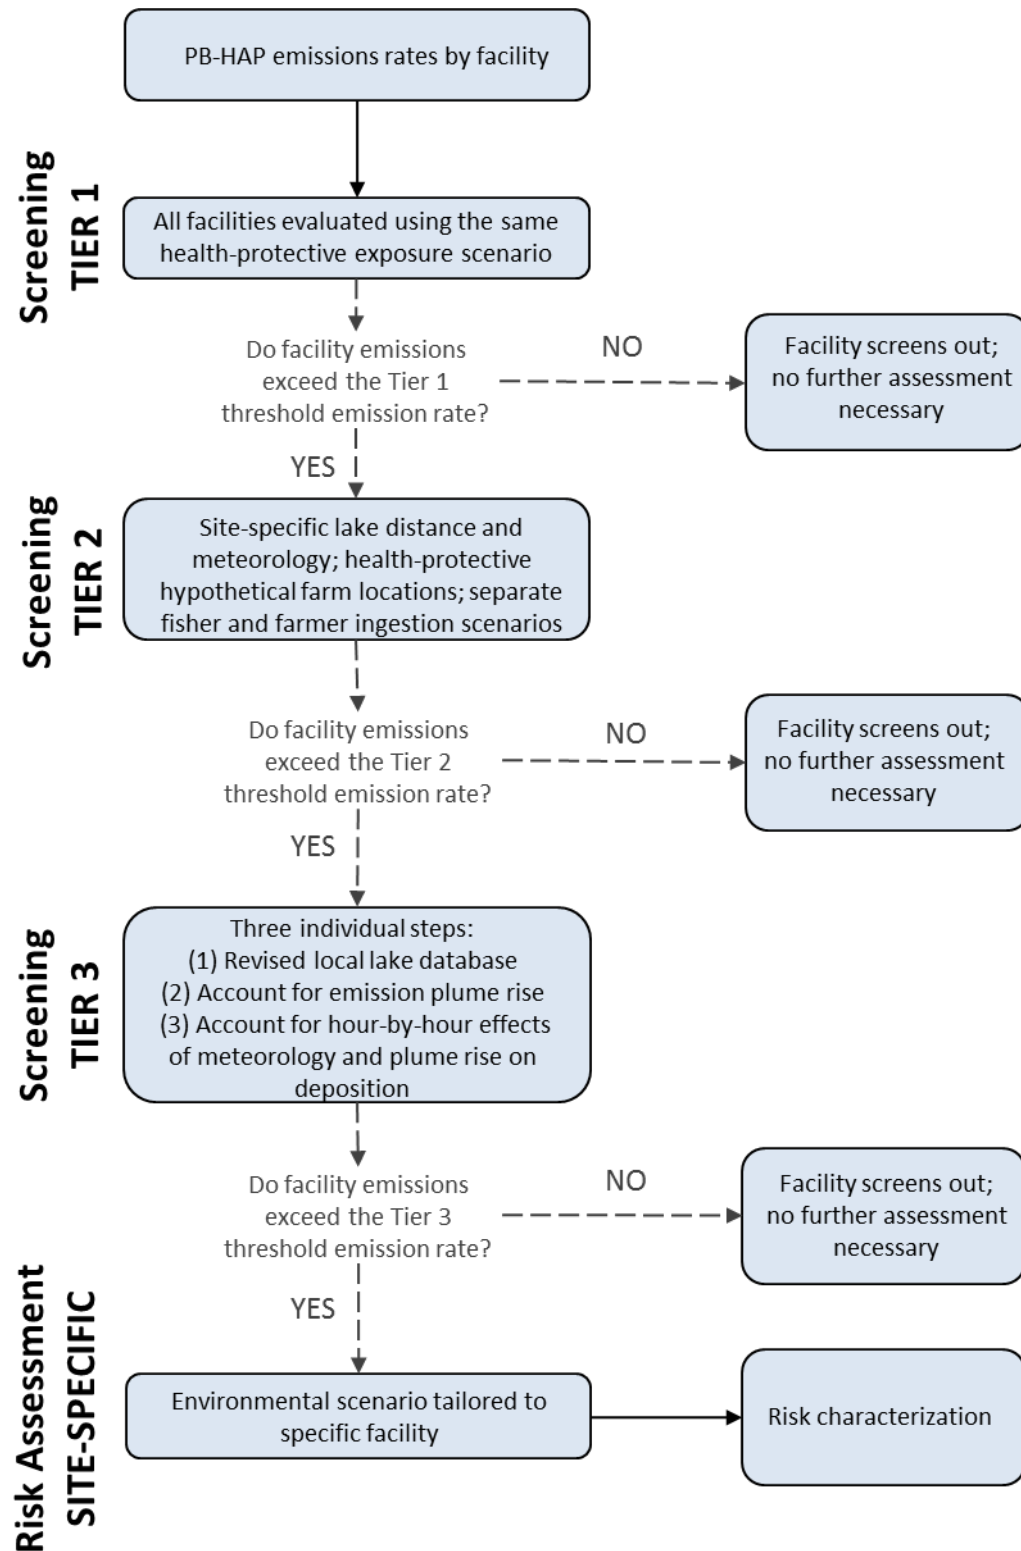 PB-HAP emissions rates by facility
Screening
TIER 1
All facilities evaluated using the same
health-protective exposure scenario
Do facility emissions
exceed the Tier 1
threshold emission rate?
NO
Facility screens out;
no further assessment
necessary
YES
Screening
TIER 2
Site-specific lake distance and
meteorology; health-protective
hypothetical farm locations; separate
fisher and farmer ingestion scenarios
Do facility emissions
exceed the Tier 2
threshold emission rate?
NO
Facility screens out;
no further assessment
necessary
YES
Screening
TIER 3
Three individual steps:
(1) Revised local lake database
(2) Account for emission plume rise
(3) Account for hour-by-hour effects
of meteorology and plume rise on
deposition
Do facility emissions
exceed the Tier 3
threshold emission rate?
NO
Facility screens out;
no further assessment
necessary
YES
Risk Assessment
SITE-SPECIFIC
Environmental scenario tailored to
specific facility
Risk characterization